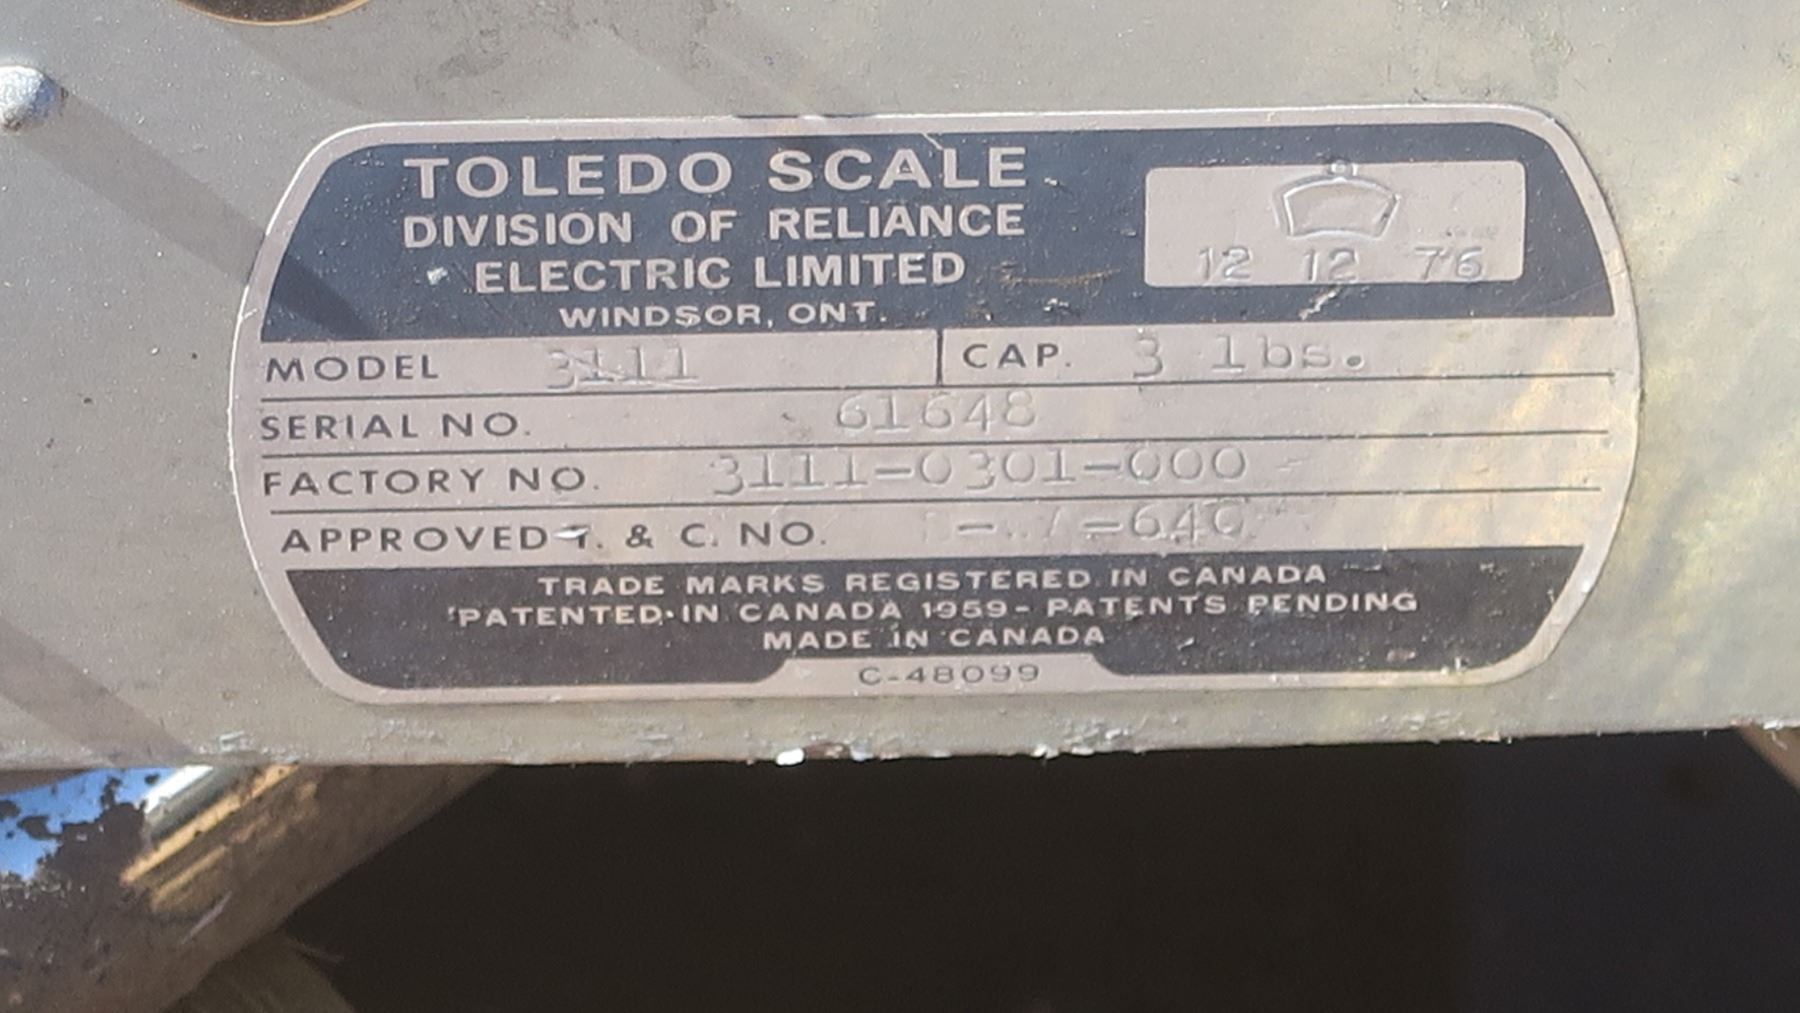 TOLEDO SCALE
DIVISION OF RELIANCE
ELECTRIC LIMITED
WINDSOR, ONT.
12 12 76
MODEL 3111 CAP. 3 lbs.
SERIAL NO. 61648
FACTORY NO. 3111-0301-000
APPROVED T. & C. NO.
TRADE MARKS REGISTERED IN CANADA
PATENTED IN CANADA 1959 - PATENTS PENDING
MADE IN CANADA
C-48099